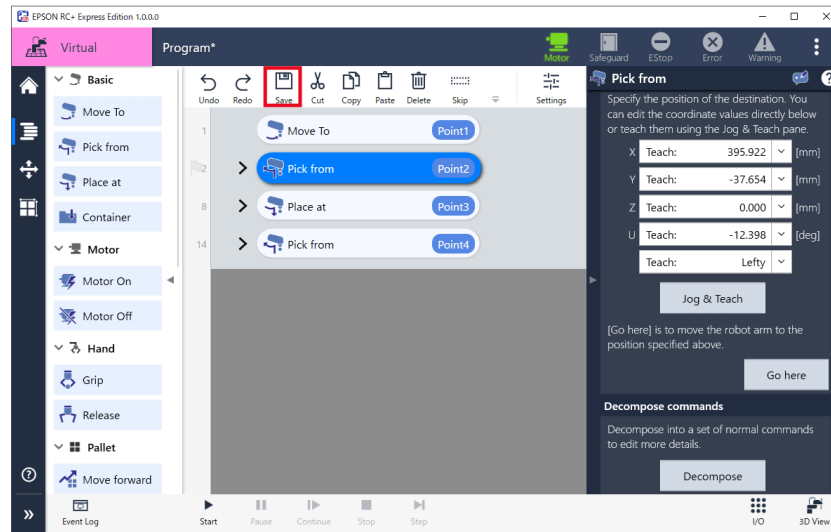 EPSON RC+ Express Edition 1.0.0.0
Virtual
Program*
Motor
Safeguard
EStop
Error
Warning
Basic
Move To
Pick from
Place at
Container
Motor
Motor On
Motor Off
Hand
Grip
Release
Pallet
Move forward
Undo
Redo
Save
Cut
Copy
Paste
Delete
Skip
Settings
1 Move To Point1
2 Pick from Point2
8 Place at Point3
14 Pick from Point4
Pick from
Specify the position of the destination. You
can edit the coordinate values directly below
or teach them using the Jog & Teach pane.
X Teach: 395.922 [mm]
Y Teach: -37.654 [mm]
Z Teach: 0.000 [mm]
U Teach: -12.398 [deg]
Teach: Lefty
Jog & Teach
[Go here] is to move the robot arm to the
position specified above.
Go here
Decompose commands
Decompose into a set of normal commands
to edit more details.
Decompose
Event Log
Start
Pause
Continue
Stop
Step
I/O
3D View